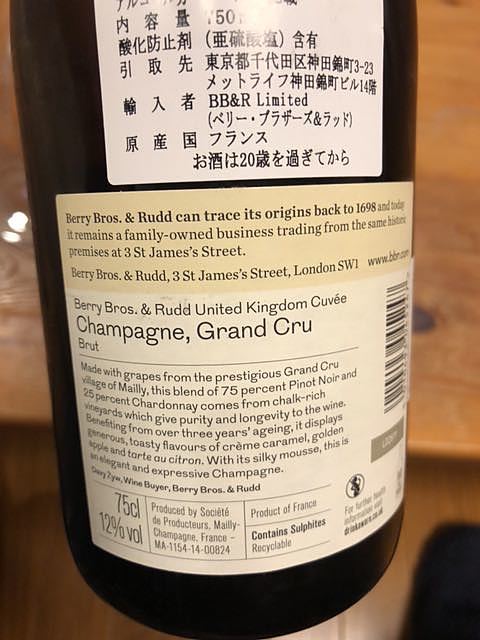 内容量 750
酸化防止剤 (亜硫酸塩) 含有
引取先 東京都千代田区神田錦町3-23
メットライフ神田錦町ビル14階
輸入者 BB&R Limited
(ベリー・ブラザーズ&ラッド)
原産国 フランス
お酒は20歳を過ぎてから
Berry Bros. & Rudd can trace its origins back to 1698 and today
it remains a family-owned business trading from the same historic
premises at 3 St James's Street.
Berry Bros. & Rudd, 3 St James's Street, London SW1 www.bbr.com
Berry Bros. & Rudd United Kingdom Cuvée
Champagne, Grand Cru
Brut
Made with grapes from the prestigious Grand Cru
village of Mailly, this blend of 75 percent Pinot Noir and
25 percent Chardonnay comes from chalk-rich
vineyards which give purity and longevity to the wine.
Benefiting from over three years' ageing, it displays
generous, toasty flavours of crème caramel, golden
apple and tarte au citron. With its silky mousse, this is
an elegant and expressive Champagne.
Davy Żyw, Wine Buyer, Berry Bros. & Rudd
75cl
12% vol
Produced by Société
de Producteurs, Mailly-
Champagne, France –
MA-1154-14-00824
Product of France
Contains Sulphites
Recyclable
For further health
information visit
drinkaware.co.uk